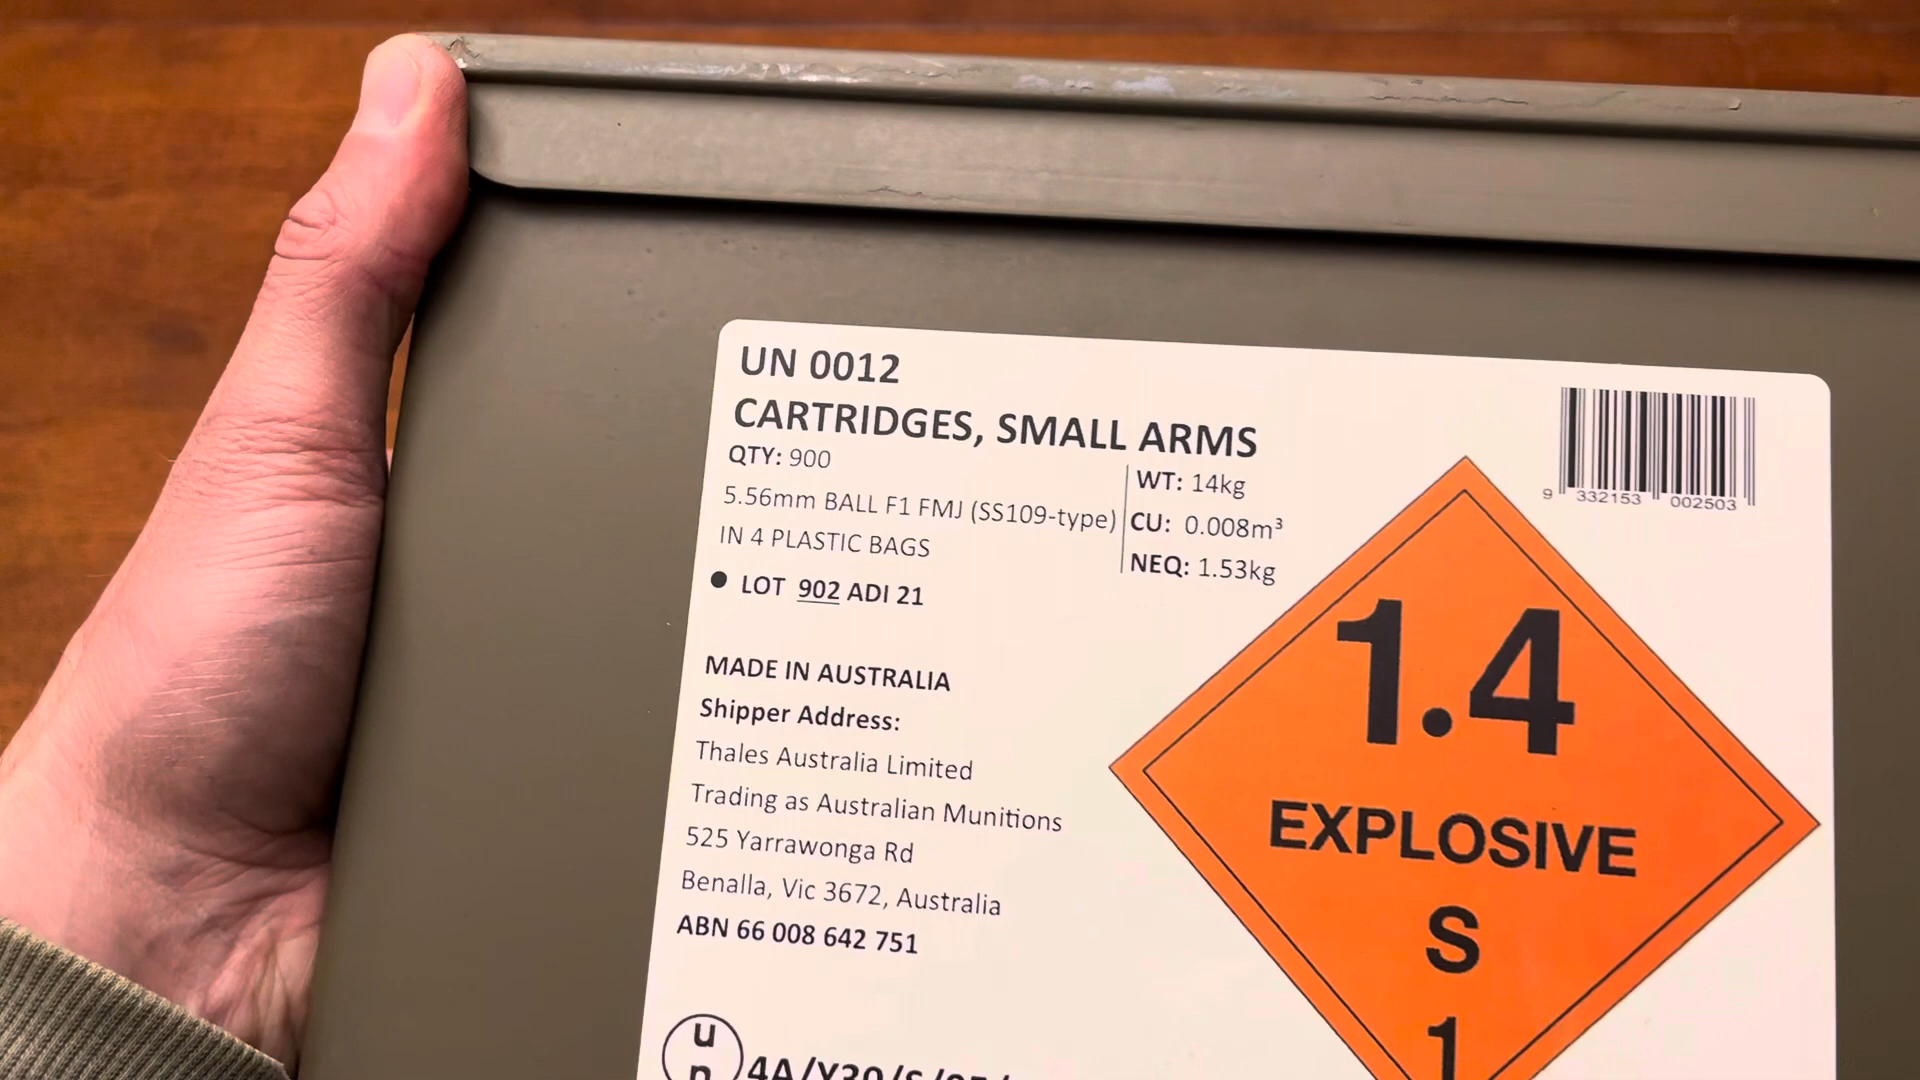 UN 0012
CARTRIDGES, SMALL ARMS
QTY: 900
5.56mm BALL F1 FMJ (SS109-type)
IN 4 PLASTIC BAGS
● LOT 902 ADI 21
WT: 14kg
CU: 0.008m³
NEQ: 1.53kg
9 332153 002503
MADE IN AUSTRALIA
Shipper Address:
Thales Australia Limited
Trading as Australian Munitions
525 Yarrawonga Rd
Benalla, Vic 3672, Australia
ABN 66 008 642 751
1.4
EXPLOSIVE
S
1
u
n